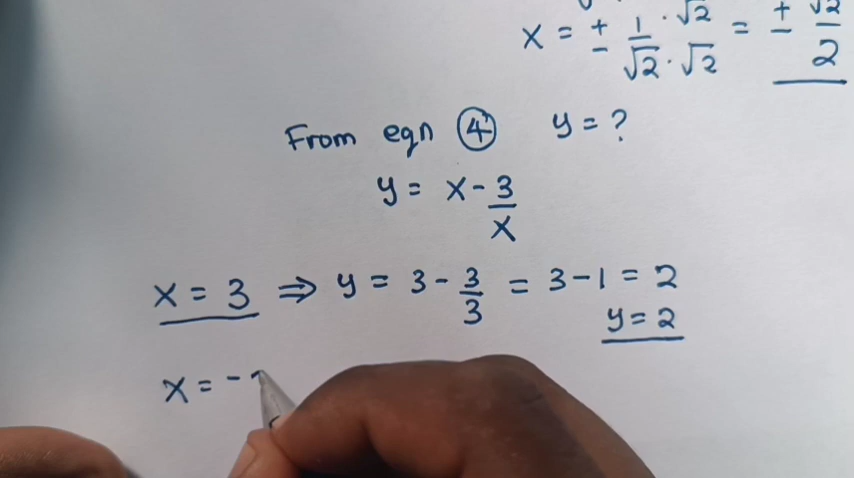 x = ± 1/√2 · √2/√2 = ± √2/2
From eqn ④ y = ?
y = x - 3/x
x = 3 ⇒ y = 3 - 3/3 = 3 - 1 = 2
y = 2
x = -